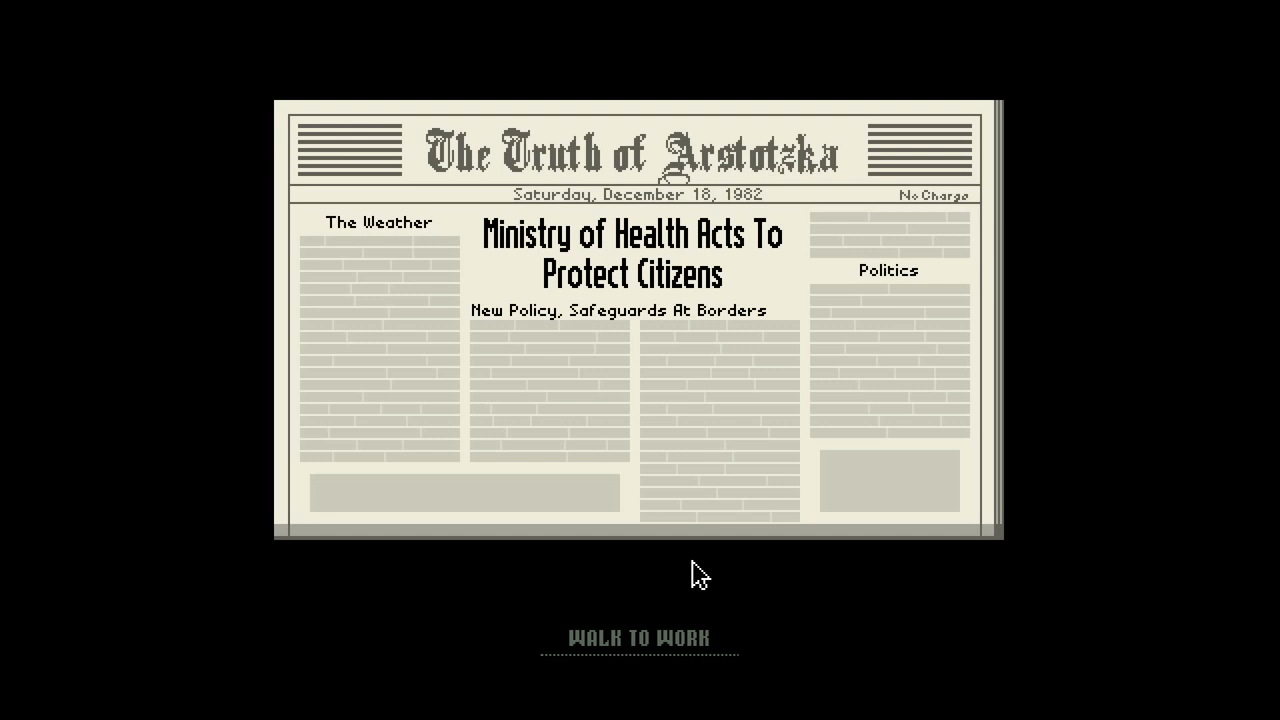 The Truth of Arstotzka
Saturday, December 18, 1982
No Charge
The Weather
Ministry of Health Acts To
Protect Citizens
New Policy, Safeguards At Borders
Politics
WALK TO WORK